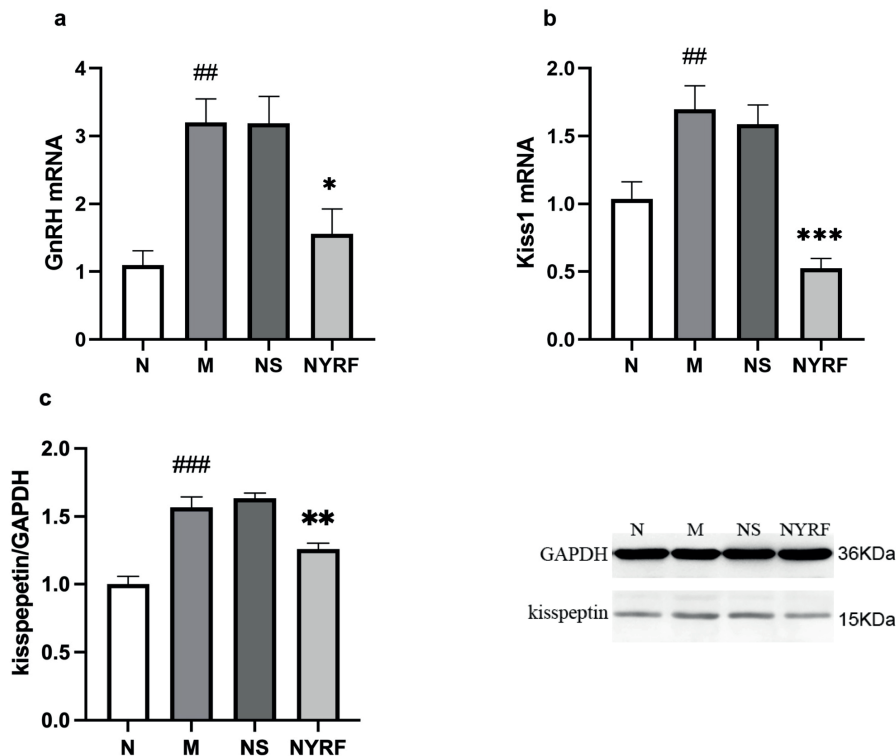 a
GnRH mRNA
4
3
2
1
0
##
*
N M NS NYRF
b
Kiss1 mRNA
2.0
1.5
1.0
0.5
0.0
##
***
N M NS NYRF
c
kisspepetin/GAPDH
2.0
1.5
1.0
0.5
0.0
###
**
N M NS NYRF
N M NS NYRF
GAPDH 36KDa
kisspeptin 15KDa